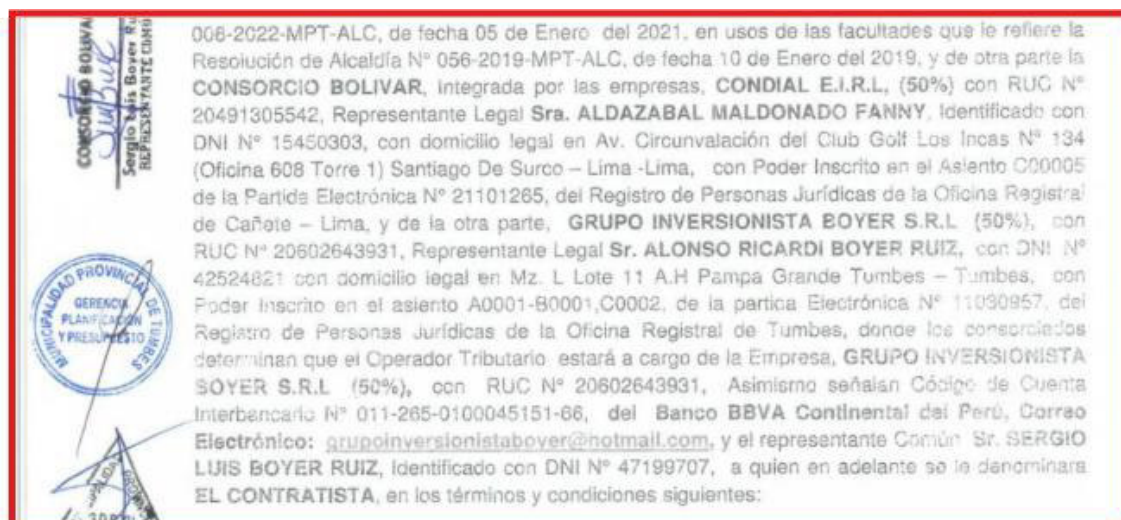 006-2022-MPT-ALC, de fecha 05 de Enero del 2021, en usos de las facultades que le refiere la
Resolución de Alcaldía N° 056-2019-MPT-ALC, de fecha 10 de Enero del 2019, y de otra parte la
CONSORCIO BOLIVAR, integrada por las empresas, CONDIAL E.I.R.L, (50%) con RUC N°
20491305542, Representante Legal Sra. ALDAZABAL MALDONADO FANNY, Identificado con
DNI N° 15450303, con domicilio legal en Av. Circunvalación del Club Golf Los Incas N° 134
(Oficina 608 Torre 1) Santiago De Surco – Lima -Lima, con Poder Inscrito en el Asiento C00005
de la Partida Electrónica N° 21101265, del Registro de Personas Jurídicas de la Oficina Registral
de Cañete – Lima, y de la otra parte, GRUPO INVERSIONISTA BOYER S.R.L (50%), con
RUC N° 20602643931, Representante Legal Sr. ALONSO RICARDI BOYER RUIZ, con DNI N°
42524821 con domicilio legal en Mz. L Lote 11 A.H Pampa Grande Tumbes – Tumbes, con
Poder Inscrito en el asiento A0001-B0001,C0002, de la partida Electrónica N° 11030957, del
Registro de Personas Jurídicas de la Oficina Registral de Tumbes, donde los consorciados
determinan que el Operador Tributario estará a cargo de la Empresa, GRUPO INVERSIONISTA
BOYER S.R.L (50%), con RUC N° 20602643931, Asimismo señalan Código de Cuenta
Interbancario N° 011-265-0100045151-66, del Banco BBVA Continental del Perú, Correo
Electrónico: grupoinversionistaboyer@hotmail.com, y el representante Común Sr. SERGIO
LUIS BOYER RUIZ, Identificado con DNI N° 47199707, a quien en adelante se le denominara
EL CONTRATISTA, en los términos y condiciones siguientes:
CONSORCIO BOLIVA
Sergio Luis Boyer Ru
REPRESENTANTE COMÚ
MUNICIPALIDAD PROVINCIAL DE TUMBES
GERENCIA
PLANIFICACIÓN
Y PRESUPUESTO